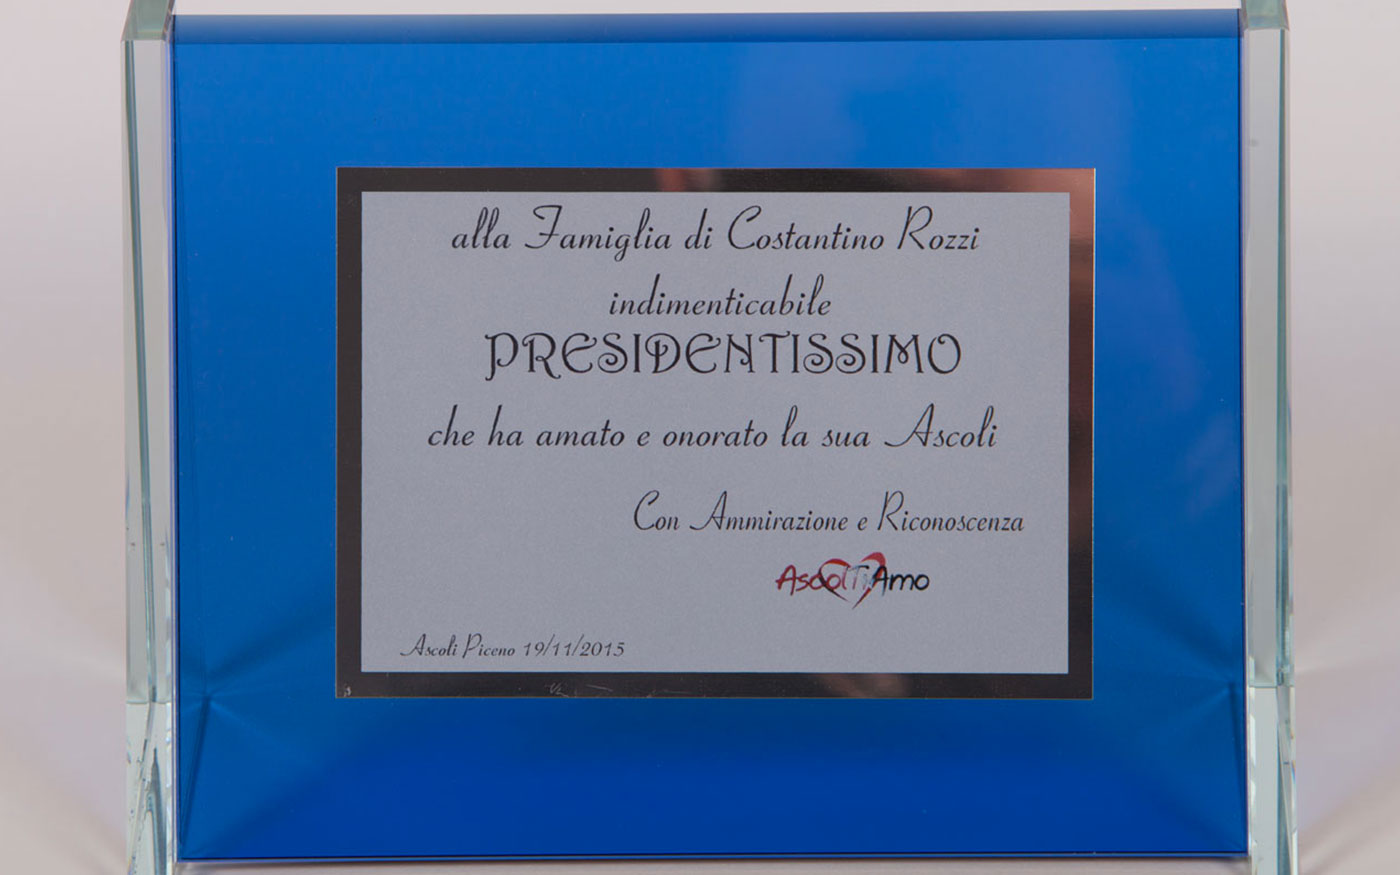 alla Famiglia di Costantino Rozzi
indimenticabile
PRESIDENTISSIMO
che ha amato e onorato la sua Ascoli
Con Ammirazione e Riconoscenza
AscolTiAmo
Ascoli Piceno 19/11/2015